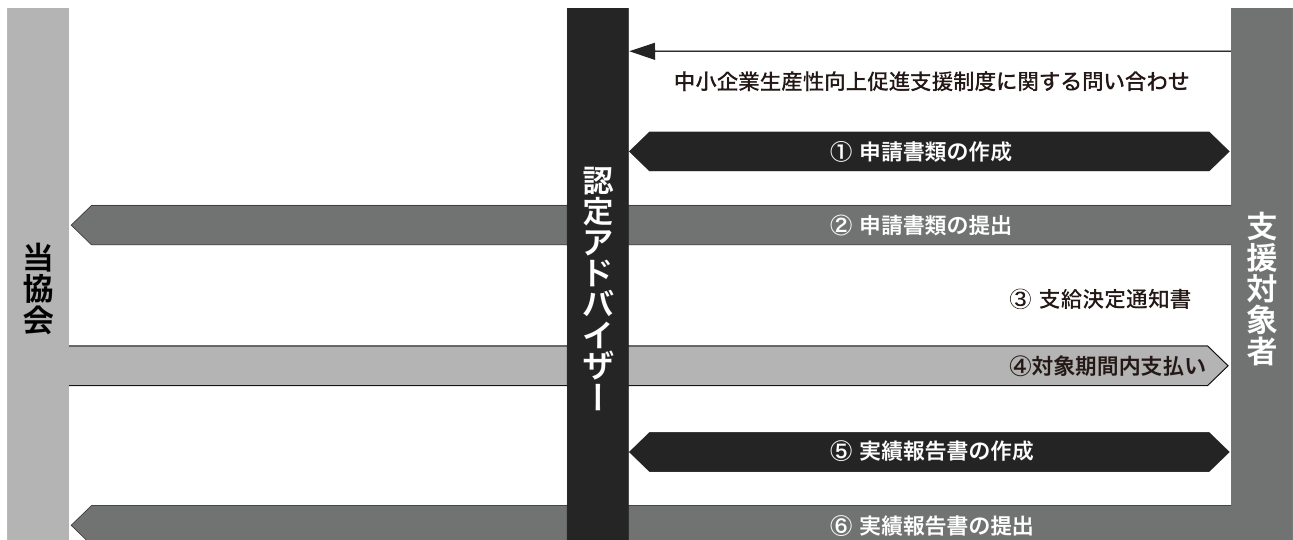 当協会
認定アドバイザー
支援対象者
中小企業生産性向上促進支援制度に関する問い合わせ
① 申請書類の作成
② 申請書類の提出
③ 支給決定通知書
④対象期間内支払い
⑤ 実績報告書の作成
⑥ 実績報告書の提出